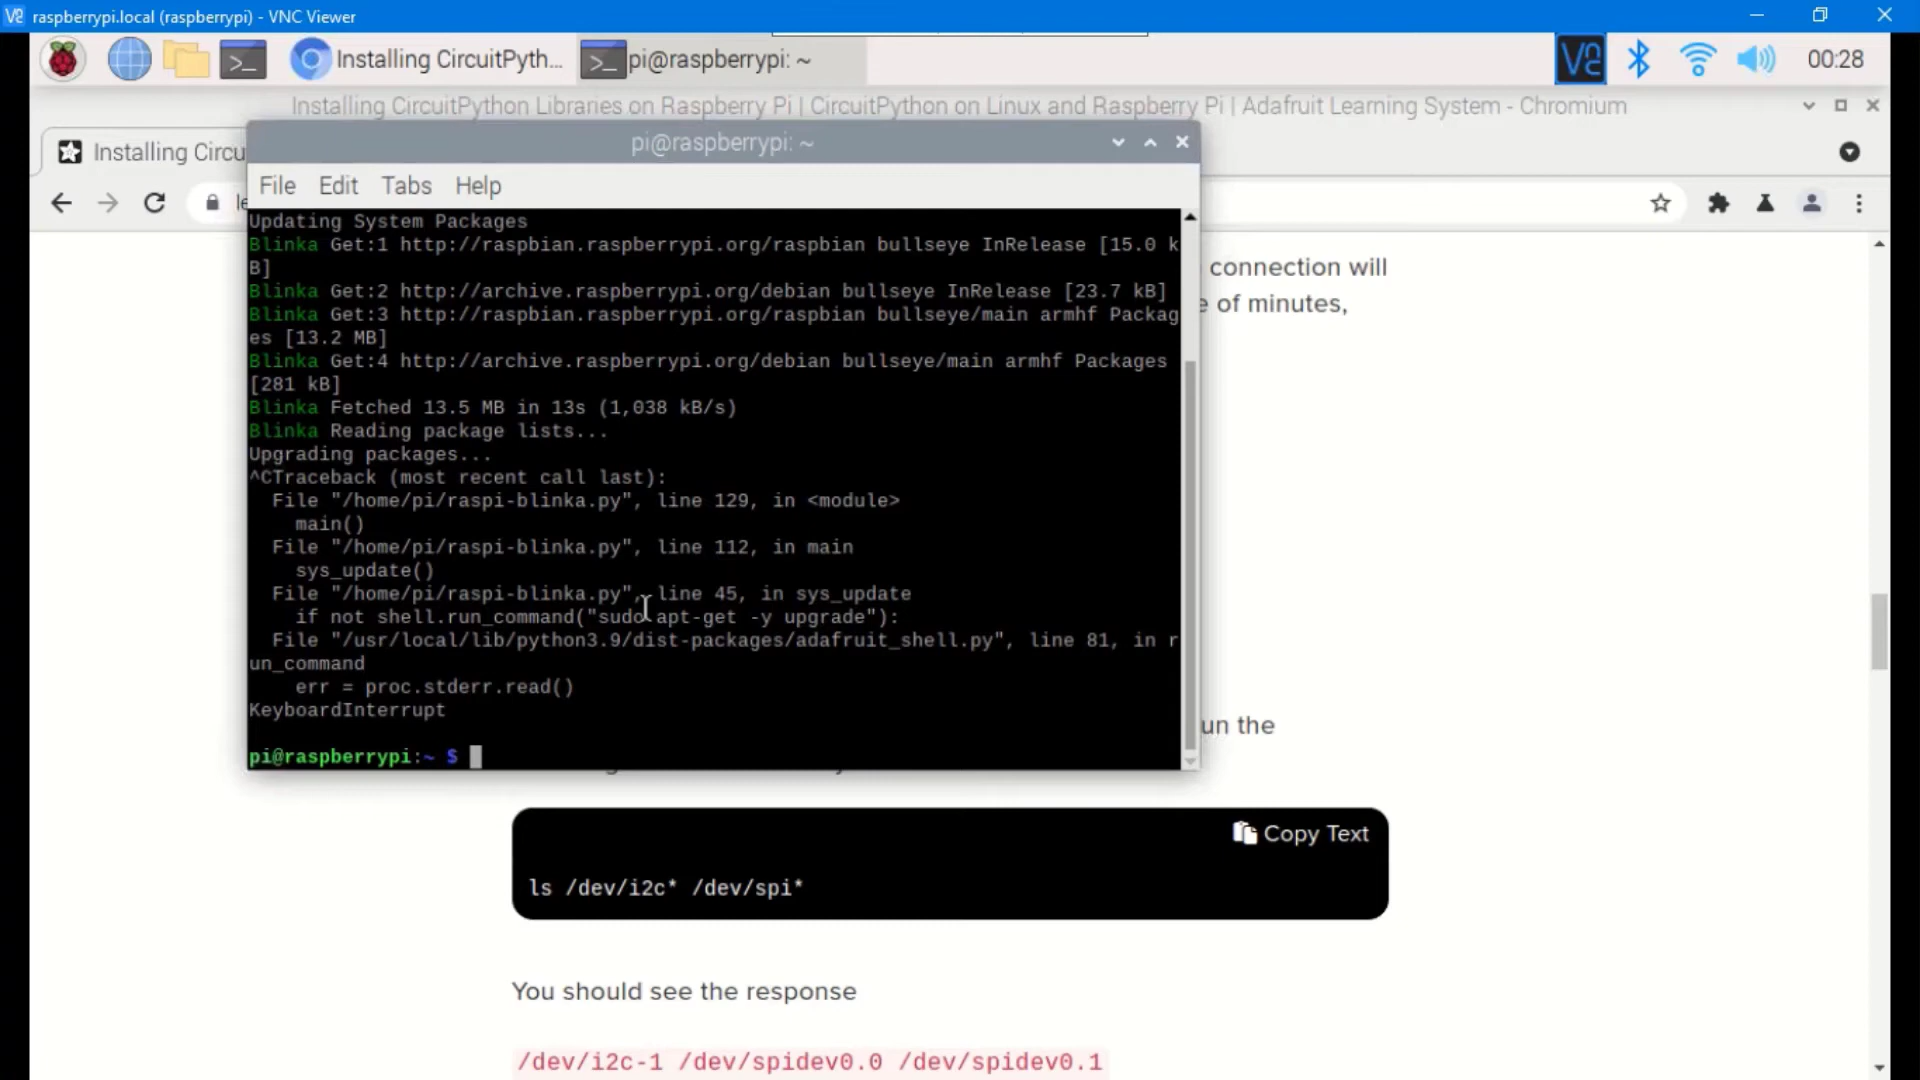 raspberrypi.local (raspberrypi) - VNC Viewer
Installing CircuitPyth...
pi@raspberrypi: ~
00:28
Installing CircuitPython Libraries on Raspberry Pi | CircuitPython on Linux and Raspberry Pi | Adafruit Learning System - Chromium
Installing Circu
le
pi@raspberrypi: ~
File Edit Tabs Help
Updating System Packages
Blinka Get:1 http://raspbian.raspberrypi.org/raspbian bullseye InRelease [15.0 k
B]
Blinka Get:2 http://archive.raspberrypi.org/debian bullseye InRelease [23.7 kB]
Blinka Get:3 http://raspbian.raspberrypi.org/raspbian bullseye/main armhf Packag
es [13.2 MB]
Blinka Get:4 http://archive.raspberrypi.org/debian bullseye/main armhf Packages
[281 kB]
Blinka Fetched 13.5 MB in 13s (1,038 kB/s)
Blinka Reading package lists...
Upgrading packages...
^CTraceback (most recent call last):
File "/home/pi/raspi-blinka.py", line 129, in <module>
main()
File "/home/pi/raspi-blinka.py", line 112, in main
sys_update()
File "/home/pi/raspi-blinka.py", line 45, in sys_update
if not shell.run_command("sudo apt-get -y upgrade"):
File "/usr/local/lib/python3.9/dist-packages/adafruit_shell.py", line 81, in r
un_command
err = proc.stderr.read()
KeyboardInterrupt
pi@raspberrypi:~ $
connection will
e of minutes,
un the
Copy Text
ls /dev/i2c* /dev/spi*
You should see the response
/dev/i2c-1 /dev/spidev0.0 /dev/spidev0.1